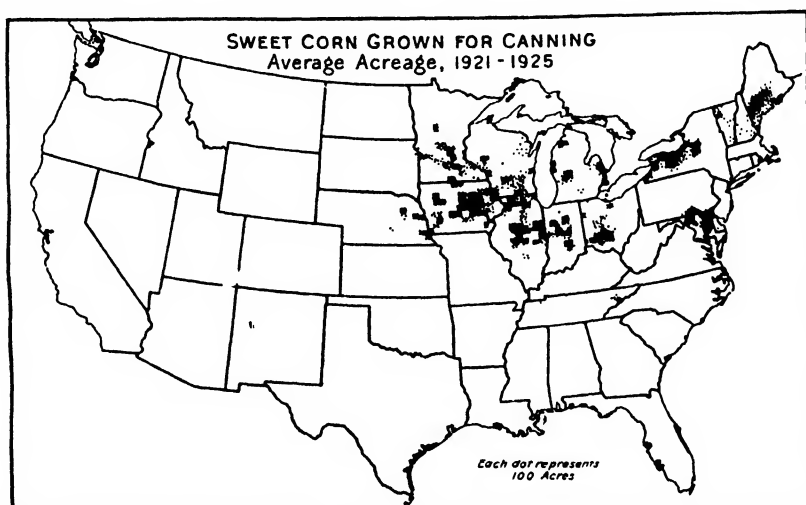 SWEET CORN GROWN FOR CANNING
Average Acreage, 1921-1925
Each dot represents
100 Acres